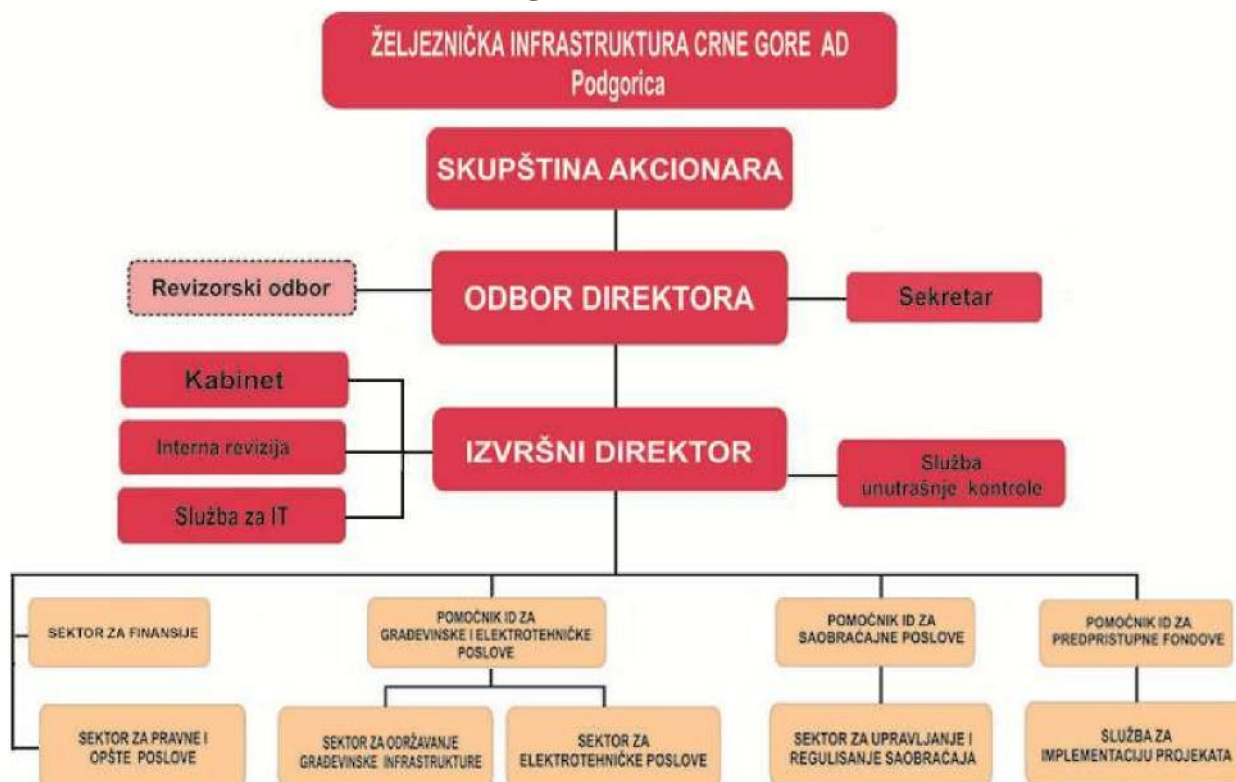 ŽELJEZNIČKA INFRASTRUKTURA CRNE GORE AD
Podgorica
SKUPŠTINA AKCIONARA
Revizorski odbor
ODBOR DIREKTORA
Sekretar
Kabinet
Interna revizija
IZVRŠNI DIREKTOR
Služba
unutrašnje kontrole
Služba za IT
SEKTOR ZA FINANSIJE
POMOĆNIK ID ZA
GRAĐEVINSKE I ELEKTROTEHNIČKE
POSLOVE
POMOĆNIK ID ZA
SAOBRAĆAJNE POSLOVE
POMOĆNIK ID ZA
PREDPRISTUPNE FONDOVE
SEKTOR ZA PRAVNE I
OPŠTE POSLOVE
SEKTOR ZA ODRŽAVANJE
GRAĐEVINSKE INFRASTRUKTURE
SEKTOR ZA
ELEKTROTEHNIČKE POSLOVE
SEKTOR ZA UPRAVLJANJE I
REGULISANJE SAOBRAĆAJA
SLUŽBA ZA
IMPLEMENTACIJU PROJEKATA